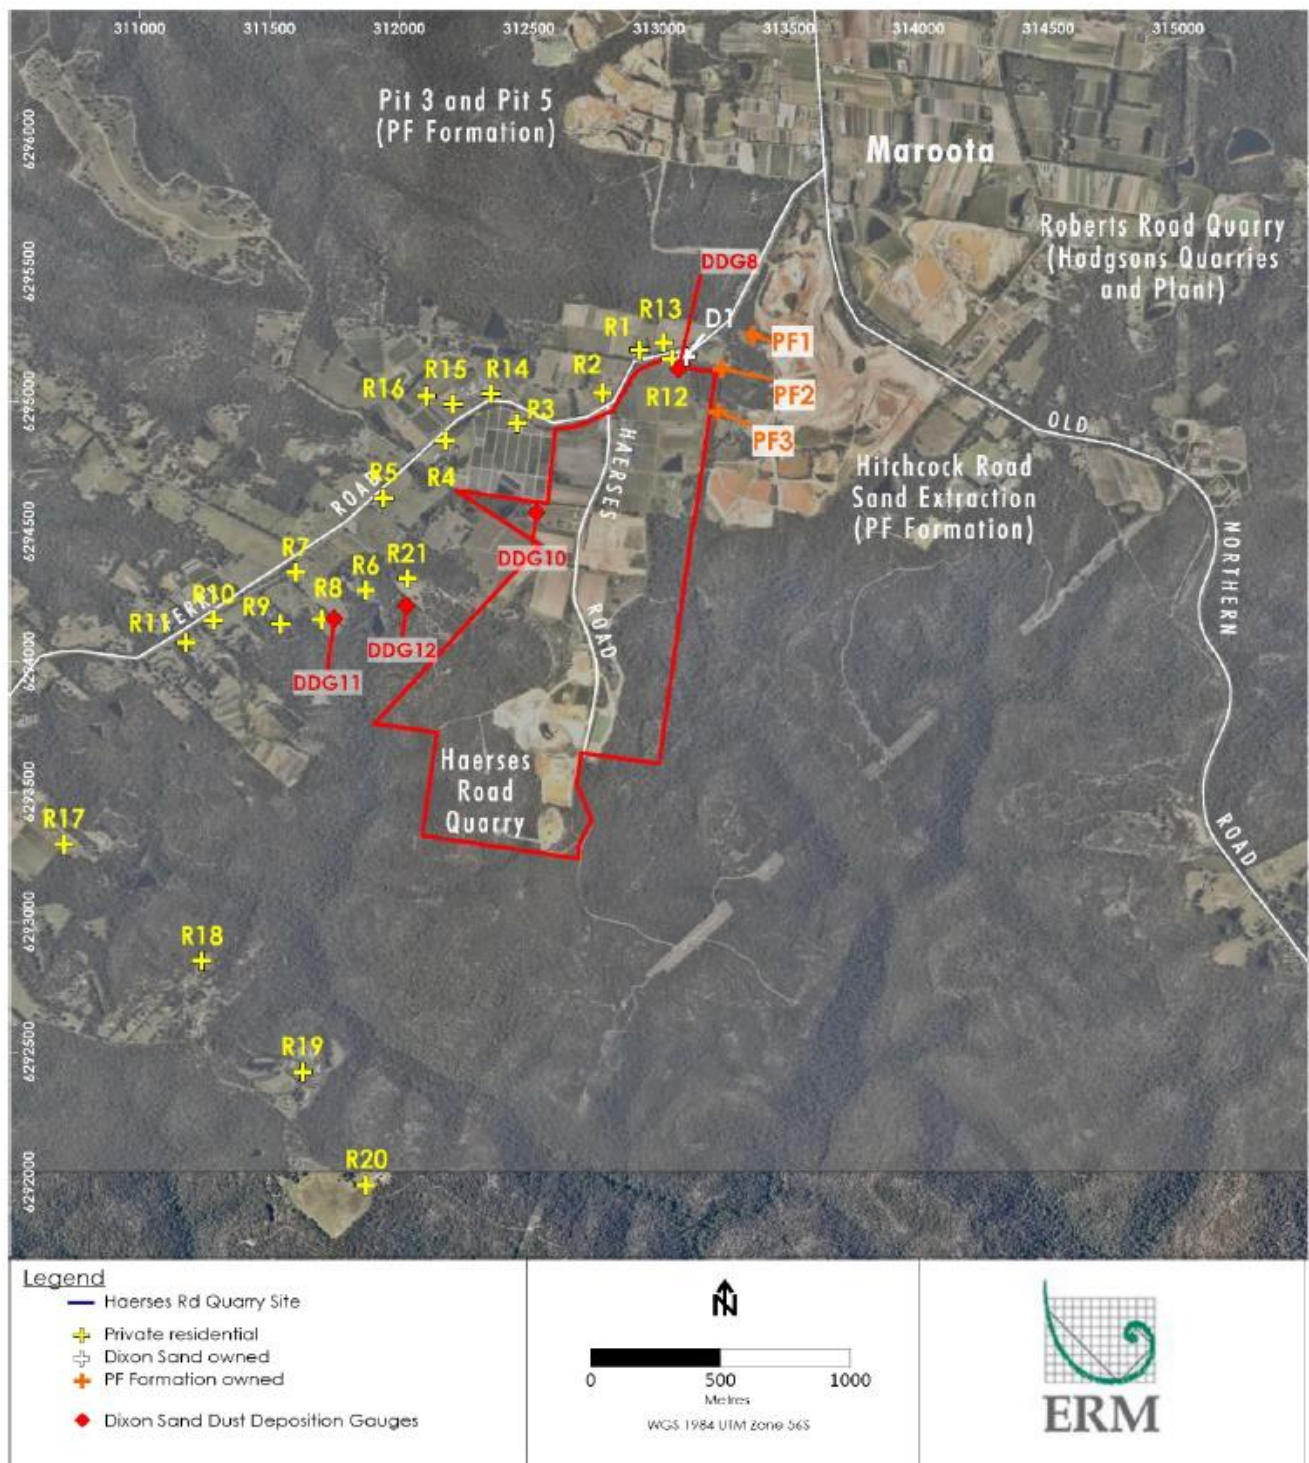 311000 311500 312000 312500 313000 313500 314000 314500 315000
6296000
6295500
6295000
6294500
6294000
6293500
6293000
6292500
6292000
Pit 3 and Pit 5
(PF Formation)
Maroota
Roberts Road Quarry
(Hodgsons Quarries
and Plant)
DDG8
R13
D1
R1
PF1
R2
R14
R15
R16
R12
PF2
R3
PF3
OLD
HAERSES
Hitchcock Road
Sand Extraction
(PF Formation)
R4
R5
ROAD
NORTHERN
DDG10
R21
R7
R6
R8
R10
R9
R11
ROAD
DDG12
DDG11
Haerses
Road
Quarry
R17
ROAD
R18
R19
R20
Legend
Haerses Rd Quarry Site
Private residential
Dixon Sand owned
PF Formation owned
Dixon Sand Dust Deposition Gauges
N
0 500 1000
Metres
WGS 1984 UTM Zone 56S
ERM